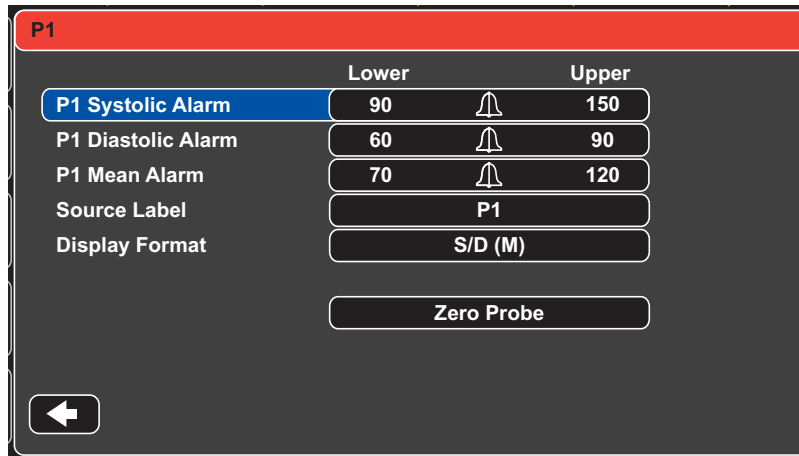 P1
Lower Upper
P1 Systolic Alarm 90 150
P1 Diastolic Alarm 60 90
P1 Mean Alarm 70 120
Source Label P1
Display Format S/D (M)
Zero Probe